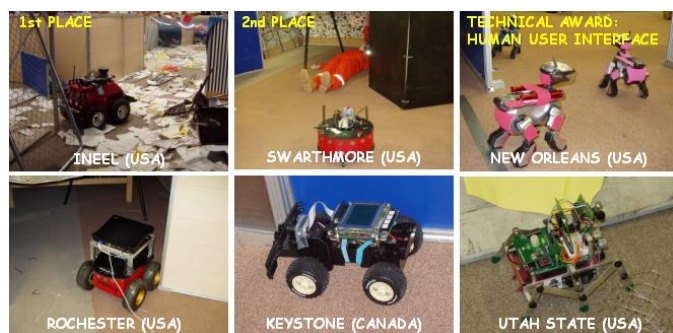 1st PLACE
INEEL (USA)
2nd PLACE
SWARTHMORE (USA)
TECHNICAL AWARD:
HUMAN USER INTERFACE
NEW ORLEANS (USA)
ROCHESTER (USA)
KEYSTONE (CANADA)
UTAH STATE (USA)